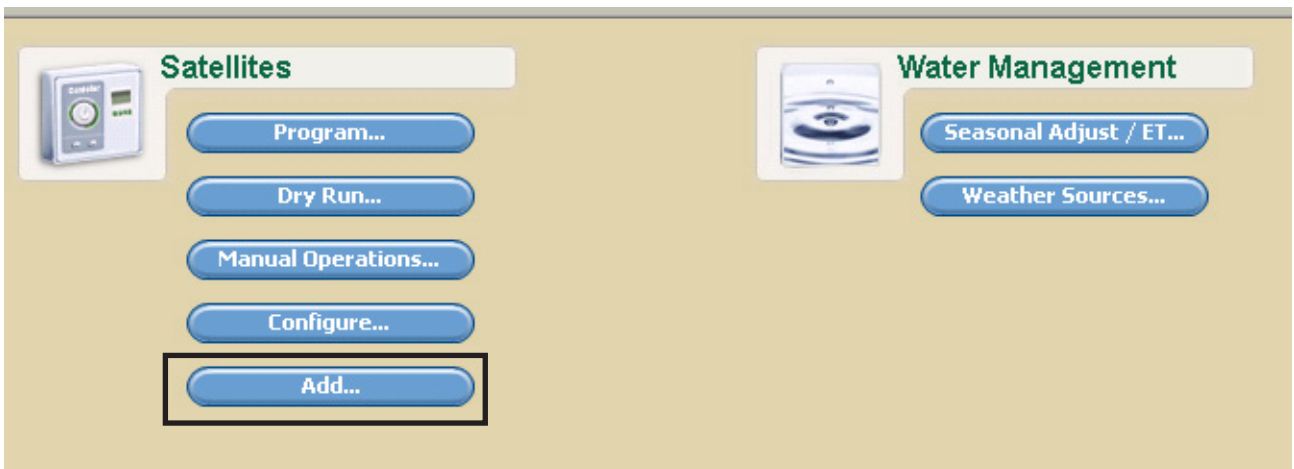 Satellites
Program...
Dry Run...
Manual Operations...
Configure...
Add...
Water Management
Seasonal Adjust / ET...
Weather Sources...